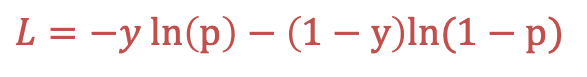 L = −y ln(p) − (1 − y)ln(1 − p)